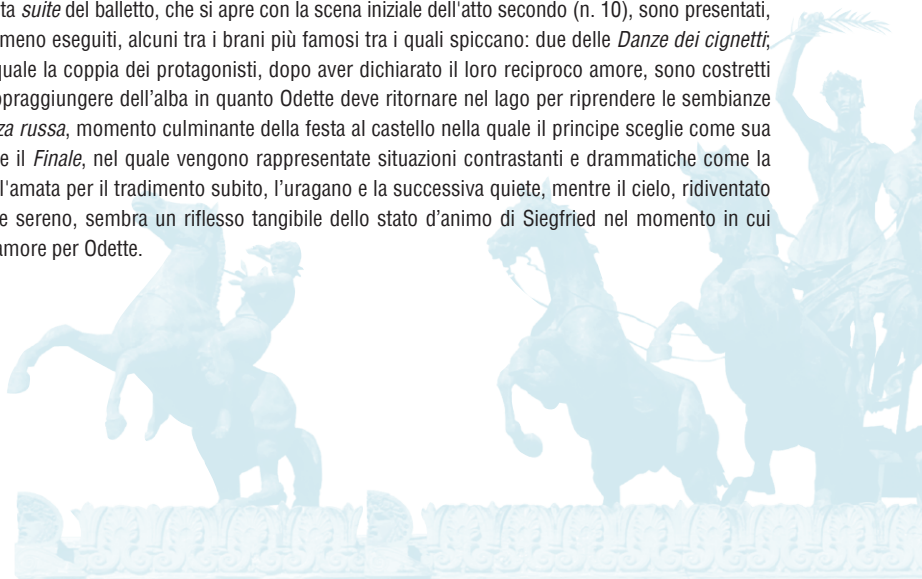 ta suite del balletto, che si apre con la scena iniziale dell'atto secondo (n. 10), sono presentati,
meno eseguiti, alcuni tra i brani più famosi tra i quali spiccano: due delle Danze dei cignetti;
quale la coppia dei protagonisti, dopo aver dichiarato il loro reciproco amore, sono costretti
opraggiungere dell’alba in quanto Odette deve ritornare nel lago per riprendere le sembianze
za russa, momento culminante della festa al castello nella quale il principe sceglie come sua
e il Finale, nel quale vengono rappresentate situazioni contrastanti e drammatiche come la
l'amata per il tradimento subito, l’uragano e la successiva quiete, mentre il cielo, ridiventato
e sereno, sembra un riflesso tangibile dello stato d’animo di Siegfried nel momento in cui
amore per Odette.